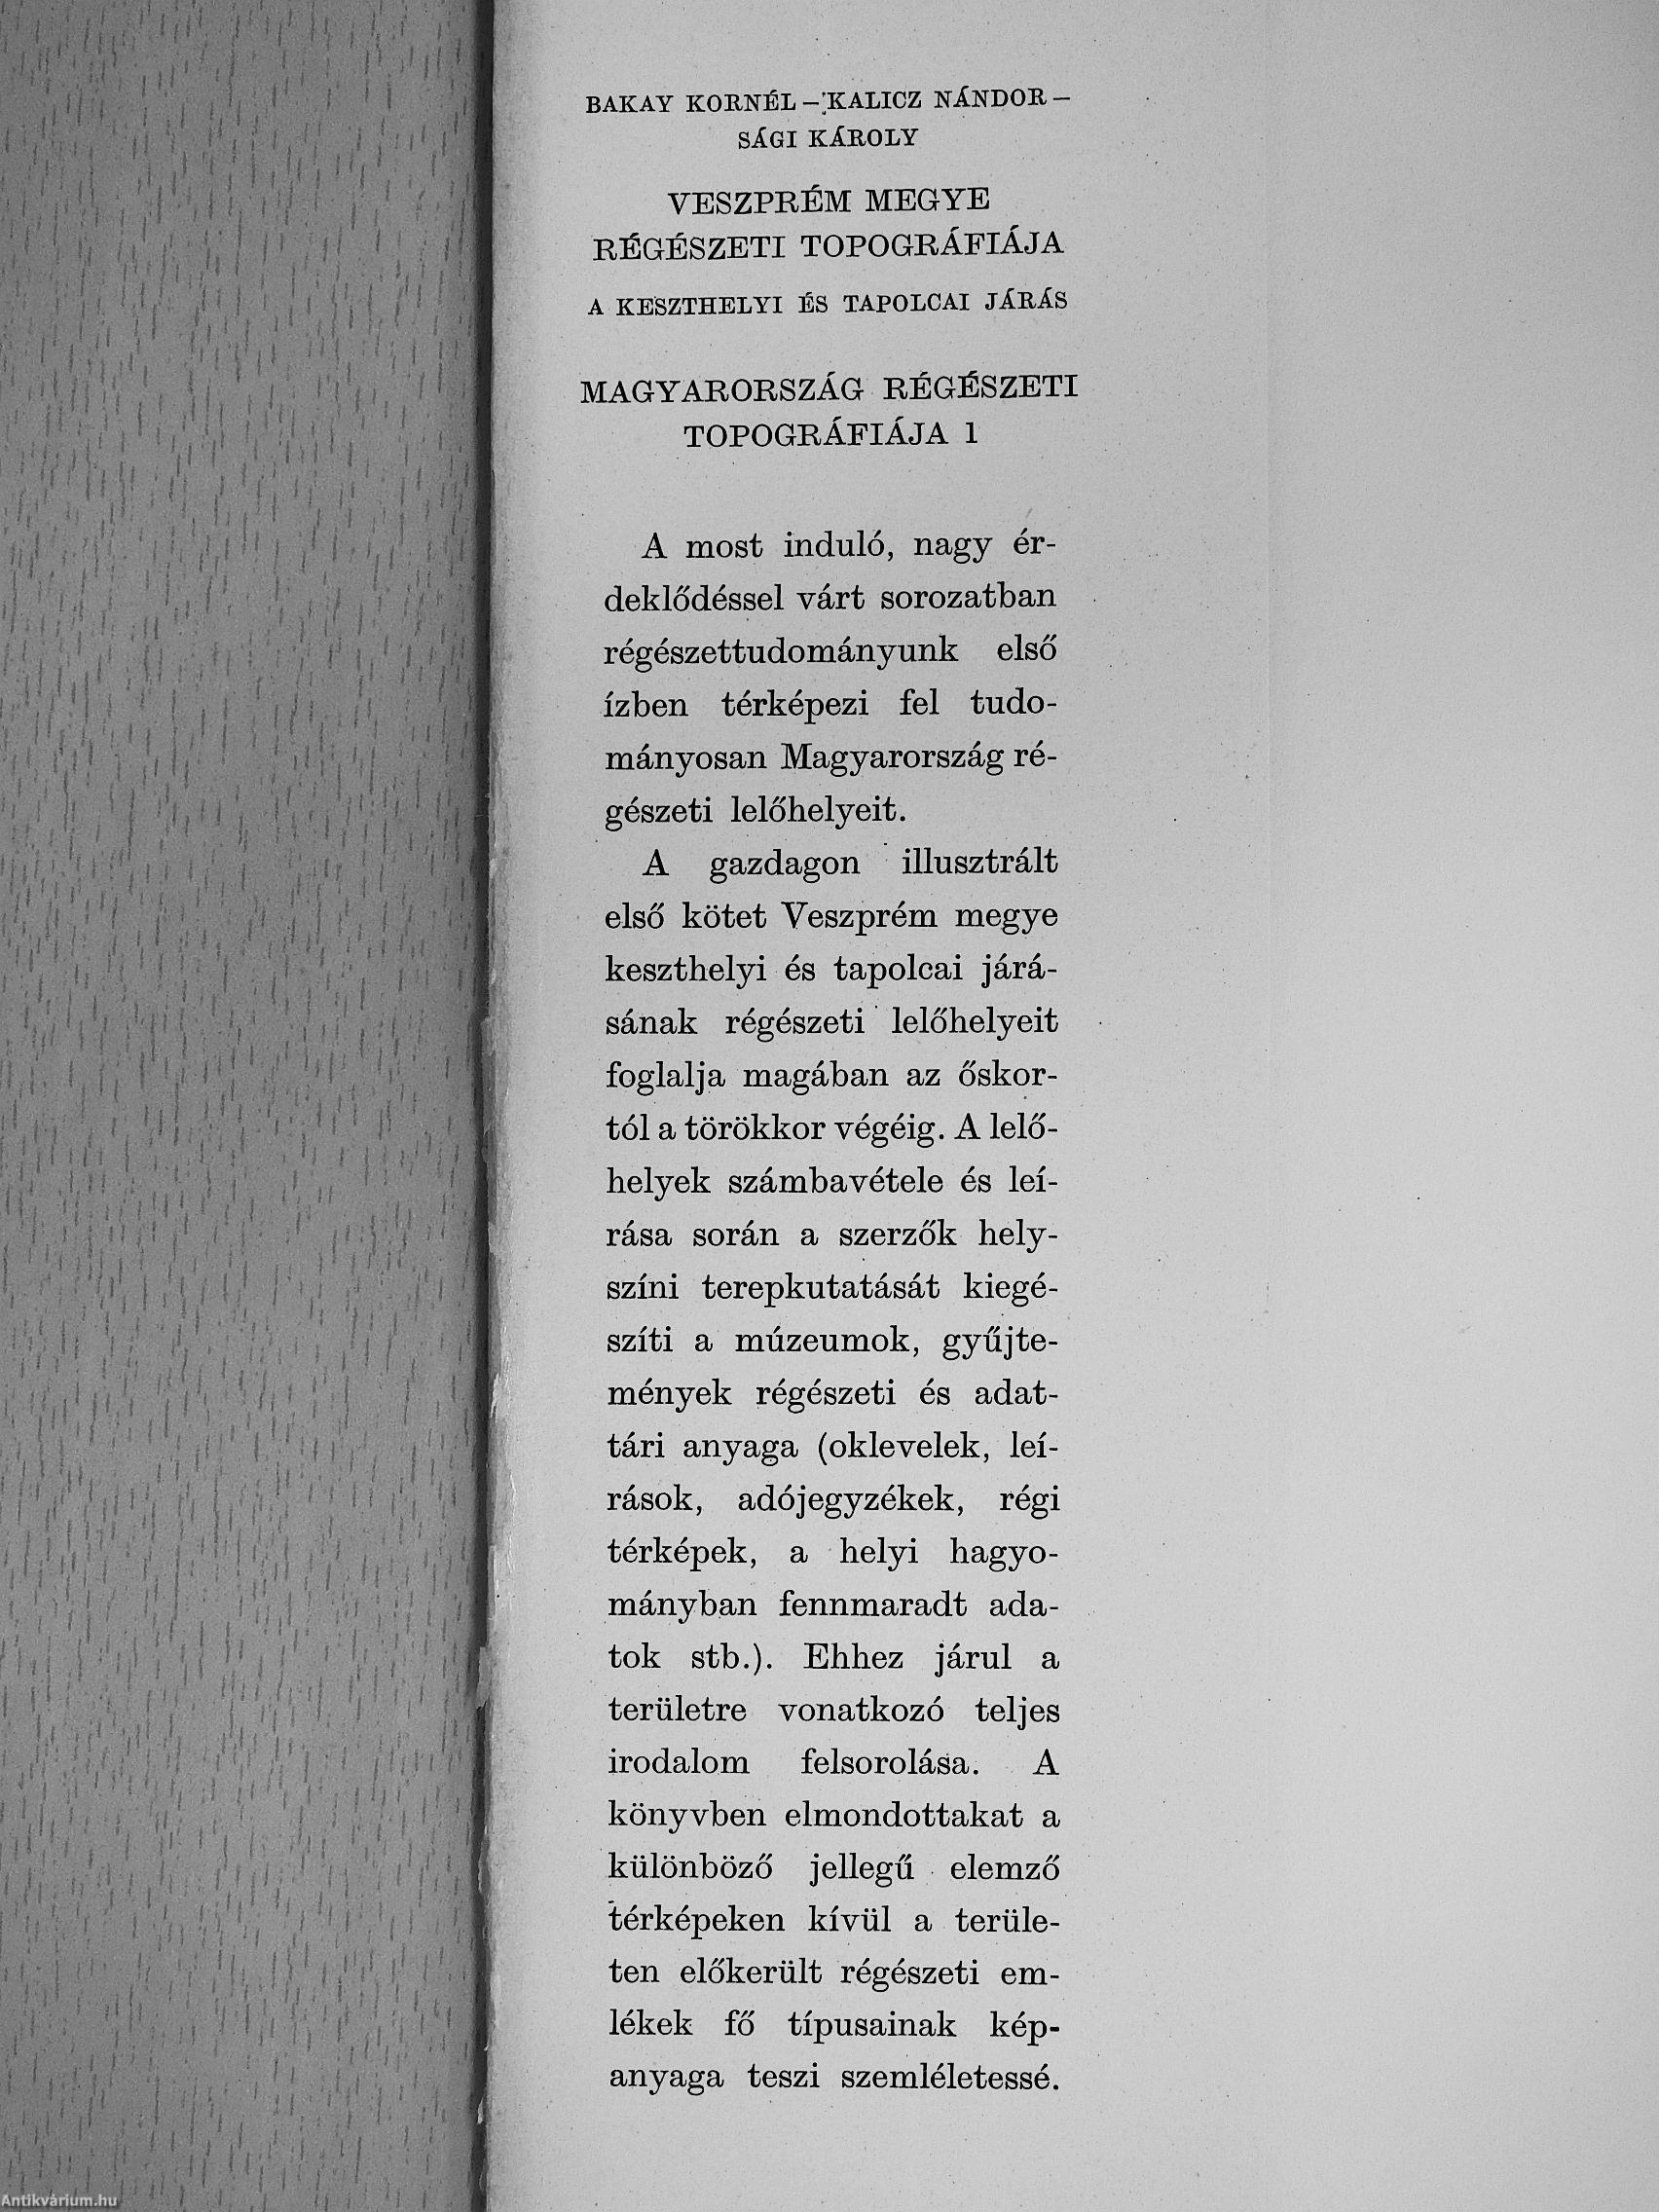 BAKAY KORNÉL – KALICZ NÁNDOR –
SÁGI KÁROLY
VESZPRÉM MEGYE
RÉGÉSZETI TOPOGRÁFIÁJA
A KESZTHELYI ÉS TAPOLCAI JÁRÁS
MAGYARORSZÁG RÉGÉSZETI
TOPOGRÁFIÁJA 1
A most induló, nagy ér-
deklődéssel várt sorozatban
régészettudományunk első
ízben térképezi fel tudo-
mányosan Magyarország ré-
gészeti lelőhelyeit.
A gazdagon illusztrált
első kötet Veszprém megye
keszthelyi és tapolcai járá-
sának régészeti lelőhelyeit
foglalja magában az őskor-
tól a törökkor végéig. A lelő-
helyek számbavétele és leí-
rása során a szerzők hely-
színi terepkutatását kiegé-
szíti a múzeumok, gyűjte-
mények régészeti és adat-
tári anyaga (oklevelek, leí-
rások, adójegyzékek, régi
térképek, a helyi hagyo-
mányban fennmaradt ada-
tok stb.). Ehhez járul a
területre vonatkozó teljes
irodalom felsorolása. A
könyvben elmondottakat a
különböző jellegű elemző
térképeken kívül a terüle-
ten előkerült régészeti em-
lékek fő típusainak kép-
anyaga teszi szemléletessé.
Antikvárium.hu